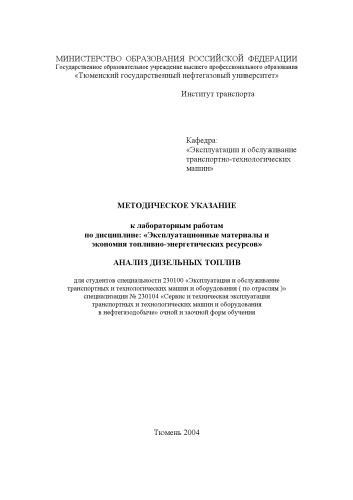 МИНИСТЕРСТВО ОБРАЗОВАНИЯ РОССИЙСКОЙ ФЕДЕРАЦИИ
Государственное образовательное учреждение высшего профессионального образования
«Тюменский государственный нефтегазовый университет»
Институт транспорта
Кафедра:
«Эксплуатации и обслуживание
транспортно-технологических
машин»
МЕТОДИЧЕСКОЕ УКАЗАНИЕ
к лабораторным работам
по дисциплине: «Эксплуатационные материалы и
экономия топливно-энергетических ресурсов»
АНАЛИЗ ДИЗЕЛЬНЫХ ТОПЛИВ
для студентов специальности 230100 «Эксплуатация и обслуживание
транспортных и технологических машин и оборудования ( по отраслям )»
специализации № 230104 «Сервис и техническая эксплуатация
транспортных и технологических машин и оборудования
в нефтегазодобыче» очной и заочной форм обучения
Тюмень 2004